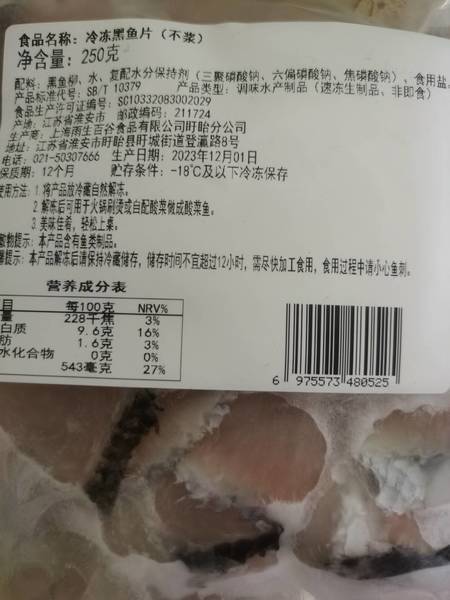 食品名称：冷冻黑鱼片（不浆）
净含量：250克
配料：黑鱼柳、水、复配水分保持剂（三聚磷酸钠、六偏磷酸钠、焦磷酸钠）、食用盐
产品标准代号：SB/T 10379 产品类型：调味水产制品（速冻生制品、非即食）
食品生产许可证编号：SC10332083002029
产地：江苏省淮安市 邮政编码：211724
生产商：上海雨生百谷食品有限公司盱眙分公司
地址：江苏省淮安市盱眙县盱城街道登瀛路8号
电话：021-50307666 生产日期：2023年12月01日
保质期：12个月 贮存条件：-18℃及以下冷冻保存
使用方法：1.将产品放冷藏自然解冻。
2.解冻后可用于火锅刷烫或自配酸菜做成酸菜鱼。
3.美味佳肴，轻松上桌。
敏物提示：本产品含有鱼类制品。
提示：本产品解冻后请保持冷藏储存，储存时间不宜超过12小时，需尽快加工食用，食用过程中请小心鱼刺。
营养成分表
目 每100克 NRV%
量 228千焦 3%
白质 9.6克 16%
肪 1.6克 3%
水化合物 0克 0%
543毫克 27%
6 975573 480525